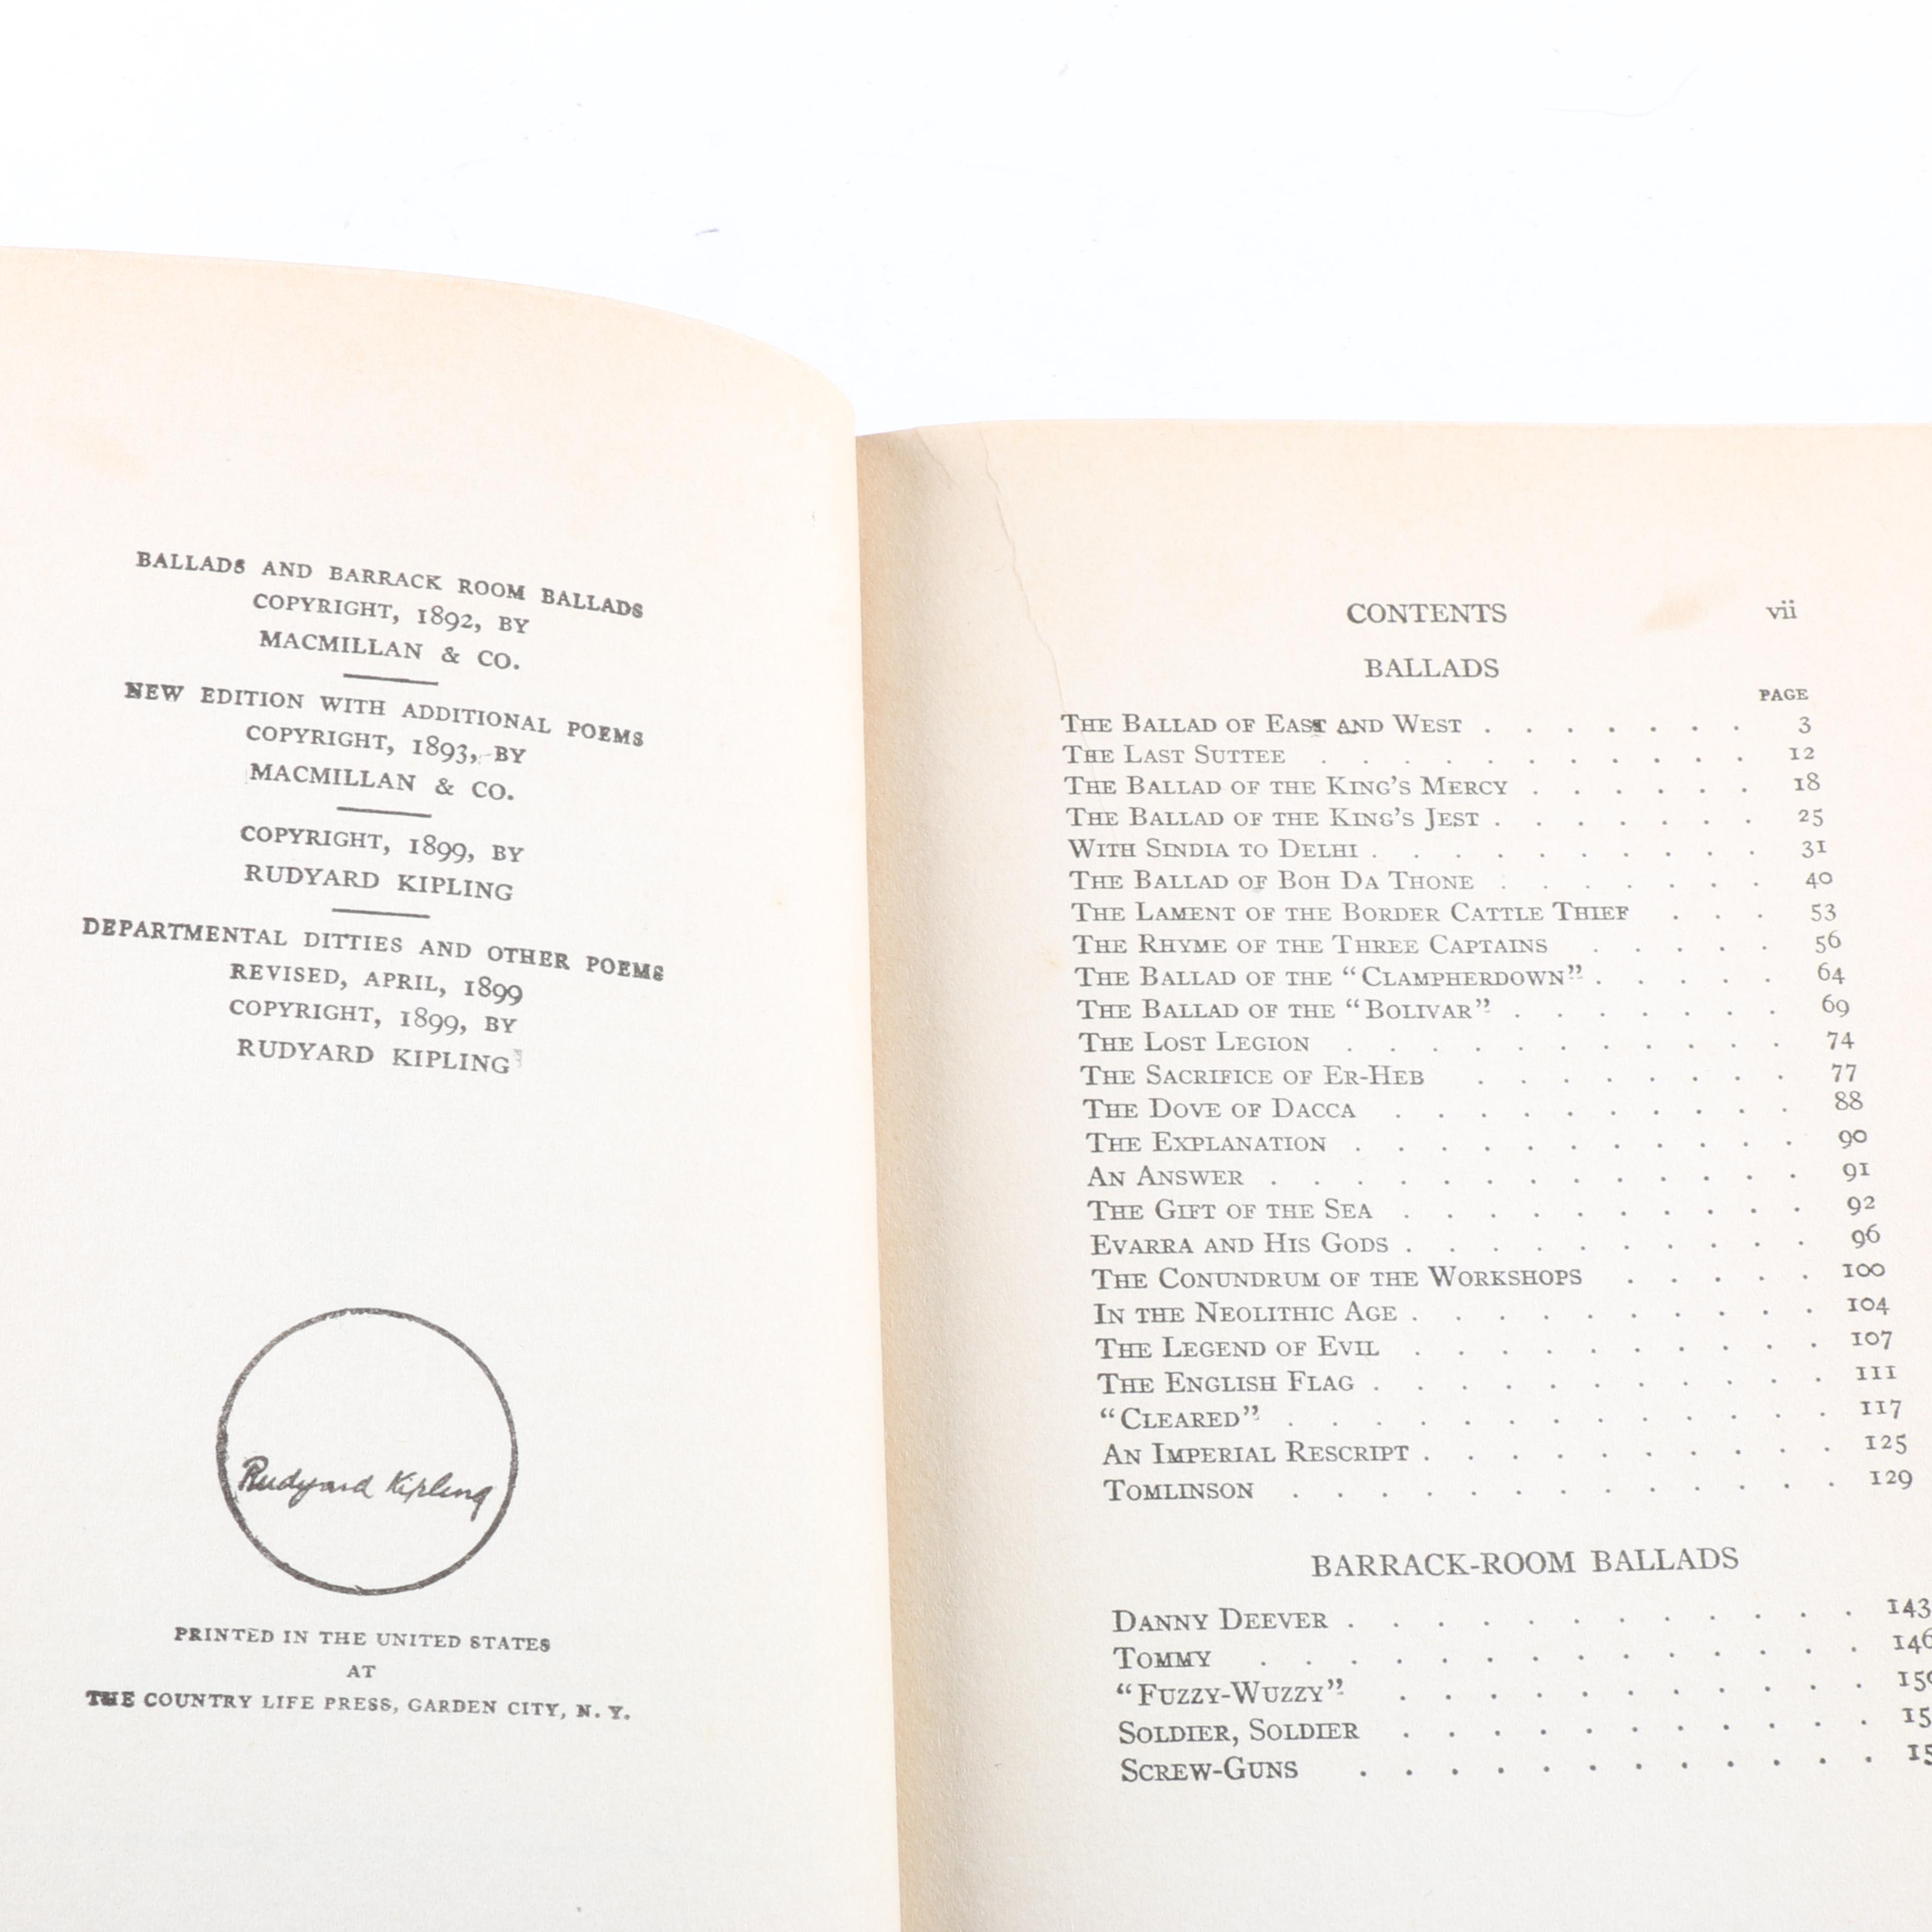 BALLADS AND BARRACK ROOM BALLADS
COPYRIGHT, 1892, BY
MACMILLAN & CO.
NEW EDITION WITH ADDITIONAL POEMS
COPYRIGHT, 1893, BY
MACMILLAN & CO.
COPYRIGHT, 1899, BY
RUDYARD KIPLING
DEPARTMENTAL DITTIES AND OTHER POEMS
REVISED, APRIL, 1899
COPYRIGHT, 1899, BY
RUDYARD KIPLING
Rudyard Kipling
PRINTED IN THE UNITED STATES
AT
THE COUNTRY LIFE PRESS, GARDEN CITY, N. Y.
CONTENTS vii
BALLADS
PAGE
THE BALLAD OF EAST AND WEST . . . . . . . 3
THE LAST SUTTEE . . . . . . . . . . . 12
THE BALLAD OF THE KING'S MERCY . . . . . . 18
THE BALLAD OF THE KING'S JEST . . . . . . . 25
WITH SINDIA TO DELHI . . . . . . . . . . 31
THE BALLAD OF BOH DA THONE . . . . . . . 40
THE LAMENT OF THE BORDER CATTLE THIEF . . . 53
THE RHYME OF THE THREE CAPTAINS . . . . . 56
THE BALLAD OF THE "CLAMPHERDOWN" . . . . . 64
THE BALLAD OF THE "BOLIVAR" . . . . . . . 69
THE LOST LEGION . . . . . . . . . . . 74
THE SACRIFICE OF ER-HEB . . . . . . . . 77
THE DOVE OF DACCA . . . . . . . . . . 88
THE EXPLANATION . . . . . . . . . . . 90
AN ANSWER . . . . . . . . . . . . . 91
THE GIFT OF THE SEA . . . . . . . . . . 92
EVARRA AND HIS GODS . . . . . . . . . . 96
THE CONUNDRUM OF THE WORKSHOPS . . . . . 100
IN THE NEOLITHIC AGE . . . . . . . . . . 104
THE LEGEND OF EVIL . . . . . . . . . . 107
THE ENGLISH FLAG . . . . . . . . . . . 111
"CLEARED" . . . . . . . . . . . . . 117
AN IMPERIAL RESCRIPT . . . . . . . . . . 125
TOMLINSON . . . . . . . . . . . . . 129
BARRACK-ROOM BALLADS
DANNY DEEVER . . . . . . . . . . . . 143
TOMMY . . . . . . . . . . . . . . 146
"FUZZY-WUZZY" . . . . . . . . . . .
SOLDIER, SOLDIER . . . . . . . . . . .
SCREW-GUNS . . . . . . . . . . . .